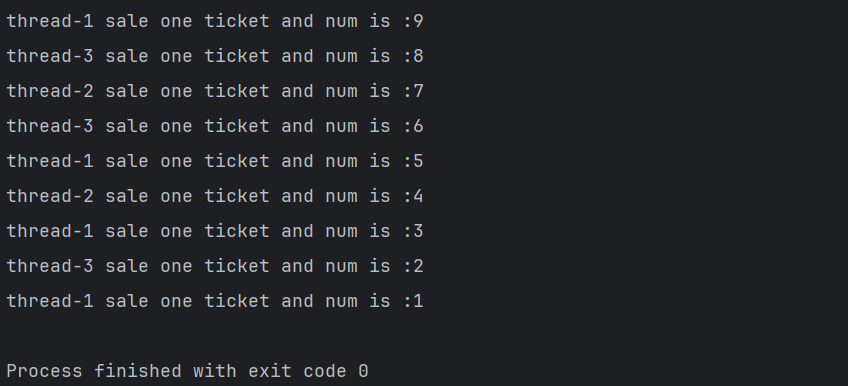 thread-1 sale one ticket and num is :9
thread-3 sale one ticket and num is :8
thread-2 sale one ticket and num is :7
thread-3 sale one ticket and num is :6
thread-1 sale one ticket and num is :5
thread-2 sale one ticket and num is :4
thread-1 sale one ticket and num is :3
thread-3 sale one ticket and num is :2
thread-1 sale one ticket and num is :1
Process finished with exit code 0